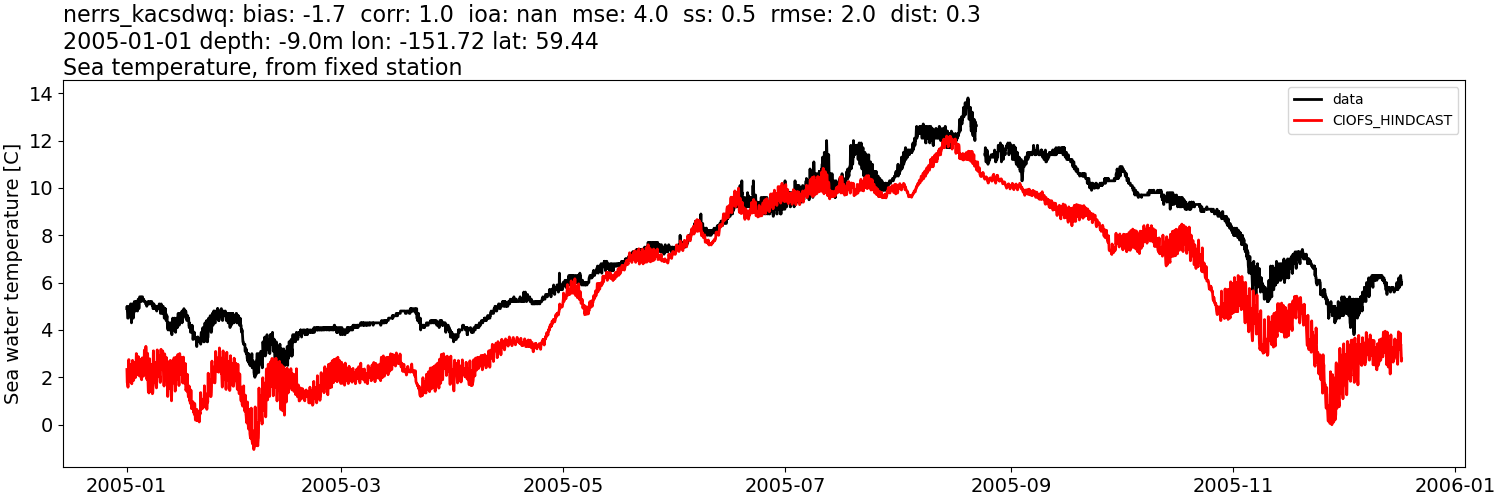 nerrs_kacsdwq: bias: -1.7  corr: 1.0  ioa: nan  mse: 4.0  ss: 0.5  rmse: 2.0  dist: 0.3
2005-01-01 depth: -9.0m lon: -151.72 lat: 59.44
Sea temperature, from fixed station
data
CIOFS_HINDCAST
Sea water temperature [C]
14
12
10
8
6
4
2
0
2005-01
2005-03
2005-05
2005-07
2005-09
2005-11
2006-01